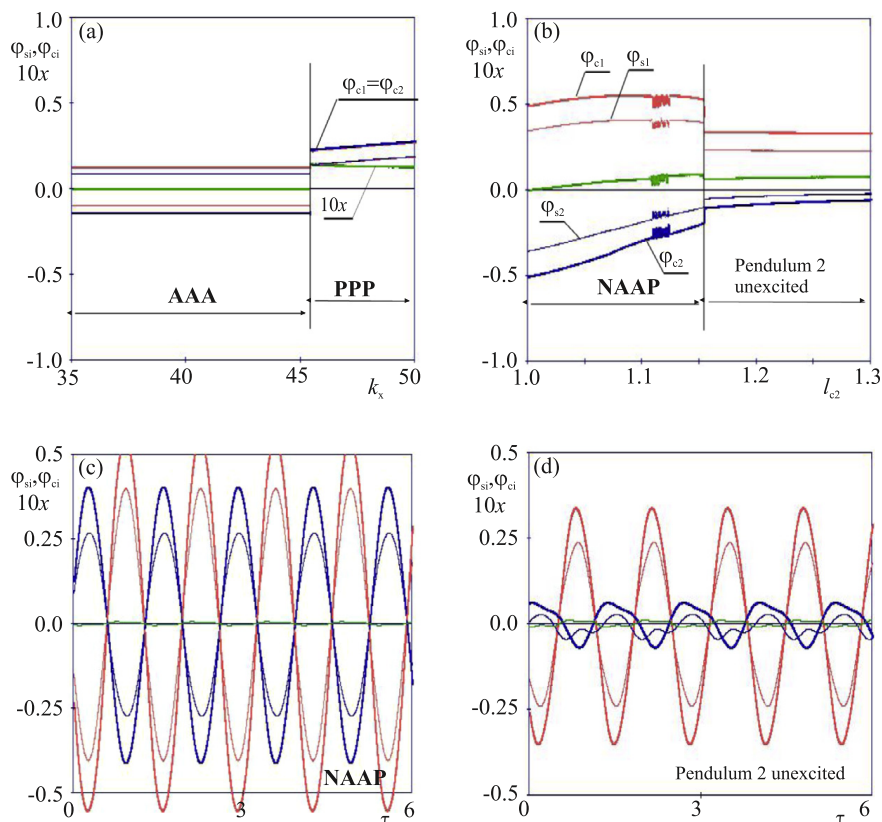 (a)
φsi,φci
10x
1.0
0.5
0.0
-0.5
-1.0
φc1=φc2
10x
AAA
PPP
35
40
45
50
kx
(b)
φsi,φci
10x
1.0
0.5
0.0
-0.5
-1.0
φc1
φs1
φs2
φc2
NAAP
Pendulum 2
unexcited
1.0
1.1
1.2
1.3
lc2
(c)
φsi,φci
10x
0.5
0.25
0.0
-0.25
-0.5
NAAP
0
3
6
τ
(d)
φsi,φci
10x
0.5
0.25
0.0
-0.25
-0.5
Pendulum 2 unexcited
0
3
6
τ